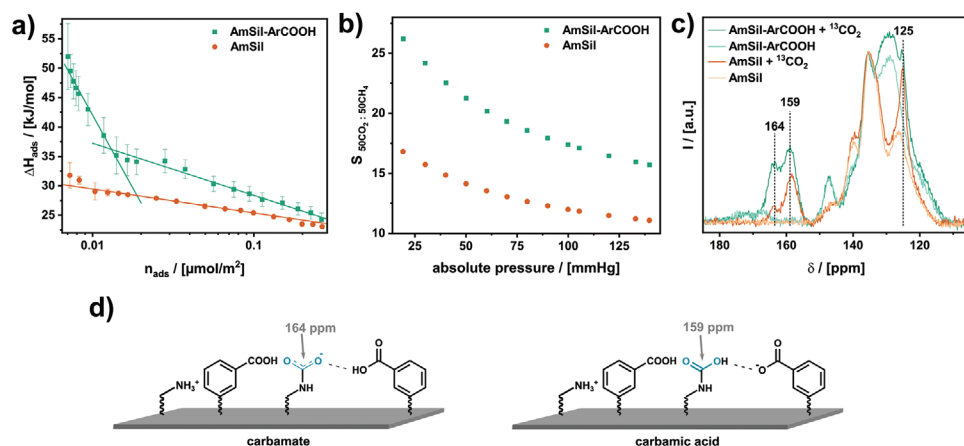 a)
AmSil-ArCOOH
AmSil
ΔH_ads / [kJ/mol]
55
50
45
40
35
30
25
0.01
0.1
n_ads / [µmol/m²]
b)
AmSil-ArCOOH
AmSil
S 50CO₂ : 50CH₄
25
20
15
10
20
40
60
80
100
120
absolute pressure / [mmHg]
c)
AmSil-ArCOOH + ¹³CO₂
AmSil-ArCOOH
AmSil + ¹³CO₂
AmSil
125
159
164
I / [a.u.]
180
160
140
120
δ / [ppm]
d)
164 ppm
O
O⁻
NH
NH₃⁺
COOH
O
HO
carbamate
159 ppm
O
OH
NH
NH₃⁺
COOH
O
⁻O
carbamic acid